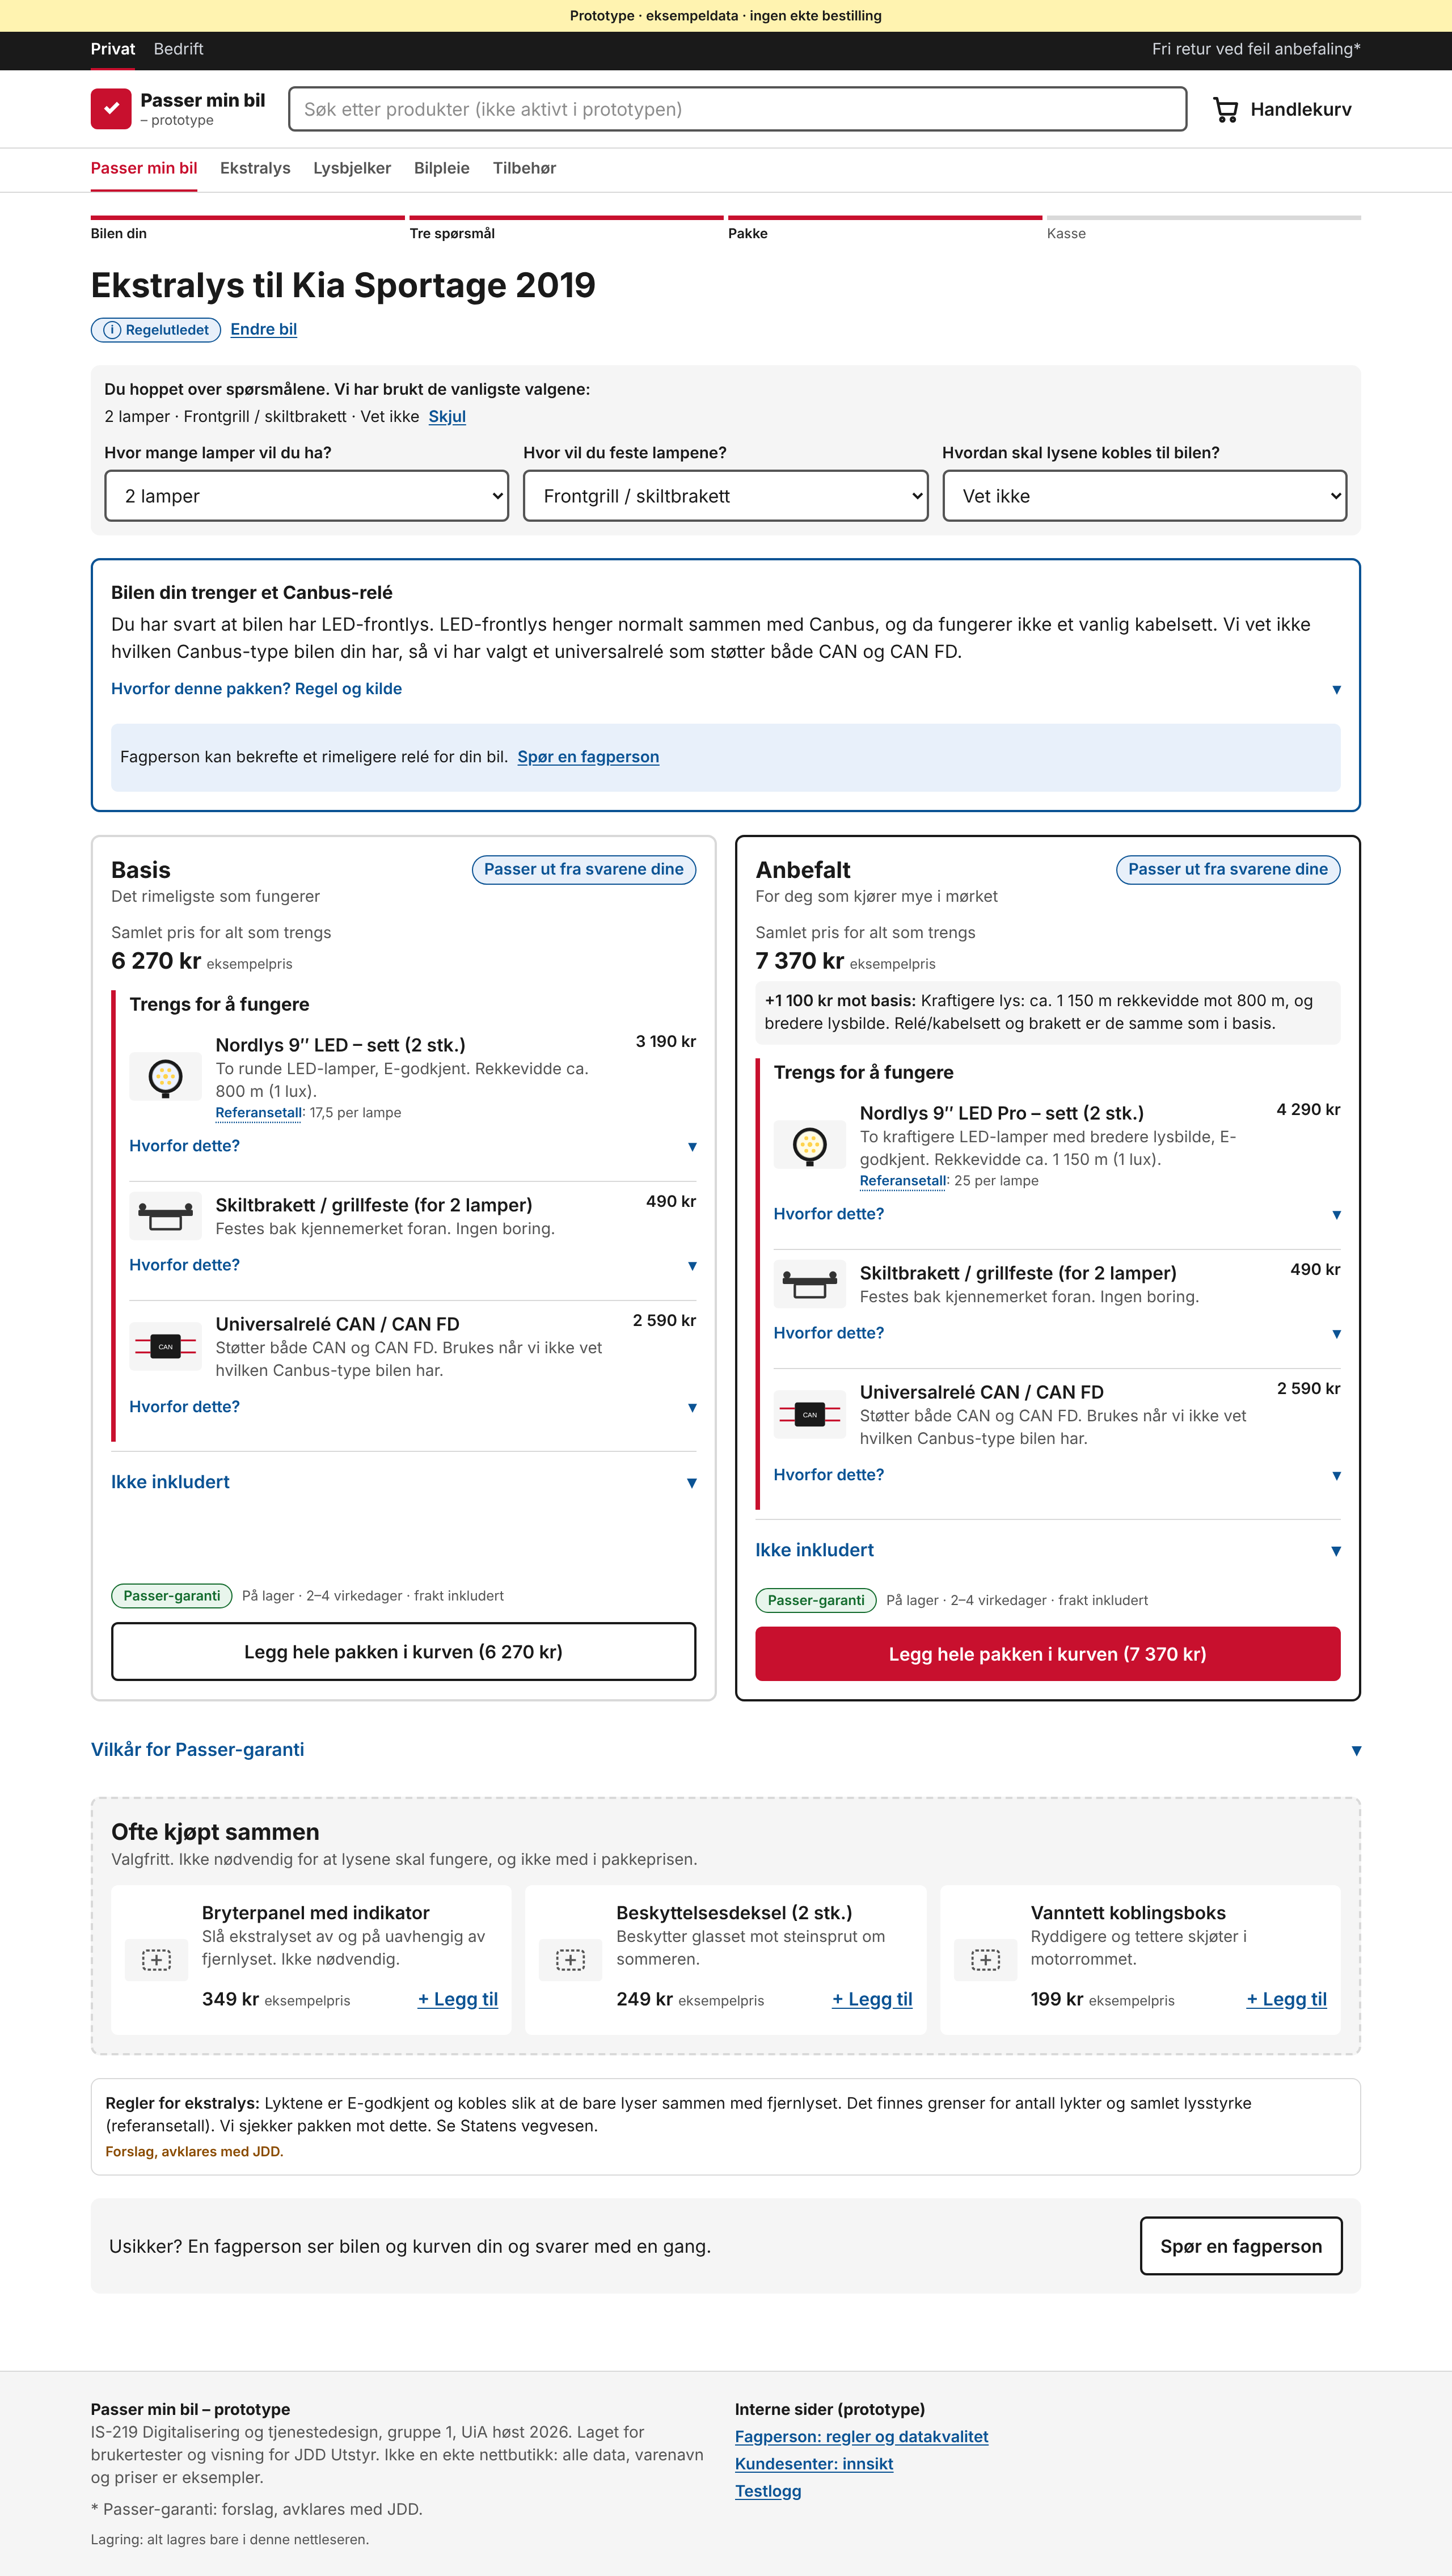 Prototype · eksempeldata · ingen ekte bestilling
Privat Bedrift Fri retur ved feil anbefaling*
Passer min bil
– prototype
Søk etter produkter (ikke aktivt i prototypen)
Handlekurv
Passer min bil Ekstralys Lysbjelker Bilpleie Tilbehør
Bilen din Tre spørsmål Pakke Kasse
Ekstralys til Kia Sportage 2019
i Regelutledet Endre bil
Du hoppet over spørsmålene. Vi har brukt de vanligste valgene:
2 lamper · Frontgrill / skiltbrakett · Vet ikke Skjul
Hvor mange lamper vil du ha?
2 lamper
Hvor vil du feste lampene?
Frontgrill / skiltbrakett
Hvordan skal lysene kobles til bilen?
Vet ikke
Bilen din trenger et Canbus-relé
Du har svart at bilen har LED-frontlys. LED-frontlys henger normalt sammen med Canbus, og da fungerer ikke et vanlig kabelsett. Vi vet ikke
hvilken Canbus-type bilen din har, så vi har valgt et universalrelé som støtter både CAN og CAN FD.
Hvorfor denne pakken? Regel og kilde ▾
Fagperson kan bekrefte et rimeligere relé for din bil. Spør en fagperson
Basis
Passer ut fra svarene dine
Det rimeligste som fungerer
Samlet pris for alt som trengs
6 270 kr eksempelpris
Trengs for å fungere
Nordlys 9″ LED – sett (2 stk.) 3 190 kr
To runde LED-lamper, E-godkjent. Rekkevidde ca.
800 m (1 lux).
Referansetall: 17,5 per lampe
Hvorfor dette? ▾
Skiltbrakett / grillfeste (for 2 lamper) 490 kr
Festes bak kjennemerket foran. Ingen boring.
Hvorfor dette? ▾
CAN
Universalrelé CAN / CAN FD 2 590 kr
Støtter både CAN og CAN FD. Brukes når vi ikke vet
hvilken Canbus-type bilen har.
Hvorfor dette? ▾
Ikke inkludert ▾
Passer-garanti På lager · 2–4 virkedager · frakt inkludert
Legg hele pakken i kurven (6 270 kr)
Anbefalt
Passer ut fra svarene dine
For deg som kjører mye i mørket
Samlet pris for alt som trengs
7 370 kr eksempelpris
+1 100 kr mot basis: Kraftigere lys: ca. 1 150 m rekkevidde mot 800 m, og
bredere lysbilde. Relé/kabelsett og brakett er de samme som i basis.
Trengs for å fungere
Nordlys 9″ LED Pro – sett (2 stk.) 4 290 kr
To kraftigere LED-lamper med bredere lysbilde, E-
godkjent. Rekkevidde ca. 1 150 m (1 lux).
Referansetall: 25 per lampe
Hvorfor dette? ▾
Skiltbrakett / grillfeste (for 2 lamper) 490 kr
Festes bak kjennemerket foran. Ingen boring.
Hvorfor dette? ▾
CAN
Universalrelé CAN / CAN FD 2 590 kr
Støtter både CAN og CAN FD. Brukes når vi ikke vet
hvilken Canbus-type bilen har.
Hvorfor dette? ▾
Ikke inkludert ▾
Passer-garanti På lager · 2–4 virkedager · frakt inkludert
Legg hele pakken i kurven (7 370 kr)
Vilkår for Passer-garanti ▾
Ofte kjøpt sammen
Valgfritt. Ikke nødvendig for at lysene skal fungere, og ikke med i pakkeprisen.
Bryterpanel med indikator
Slå ekstralyset av og på uavhengig av
fjernlyset. Ikke nødvendig.
349 kr eksempelpris + Legg til
Beskyttelsesdeksel (2 stk.)
Beskytter glasset mot steinsprut om
sommeren.
249 kr eksempelpris + Legg til
Vanntett koblingsboks
Ryddigere og tettere skjøter i
motorrommet.
199 kr eksempelpris + Legg til
Regler for ekstralys: Lyktene er E-godkjent og kobles slik at de bare lyser sammen med fjernlyset. Det finnes grenser for antall lykter og samlet lysstyrke
(referansetall). Vi sjekker pakken mot dette. Se Statens vegvesen.
Forslag, avklares med JDD.
Usikker? En fagperson ser bilen og kurven din og svarer med en gang.
Spør en fagperson
Passer min bil – prototype
IS-219 Digitalisering og tjenestedesign, gruppe 1, UiA høst 2026. Laget for
brukertester og visning for JDD Utstyr. Ikke en ekte nettbutikk: alle data, varenavn
og priser er eksempler.
* Passer-garanti: forslag, avklares med JDD.
Lagring: alt lagres bare i denne nettleseren.
Interne sider (prototype)
Fagperson: regler og datakvalitet
Kundesenter: innsikt
Testlogg